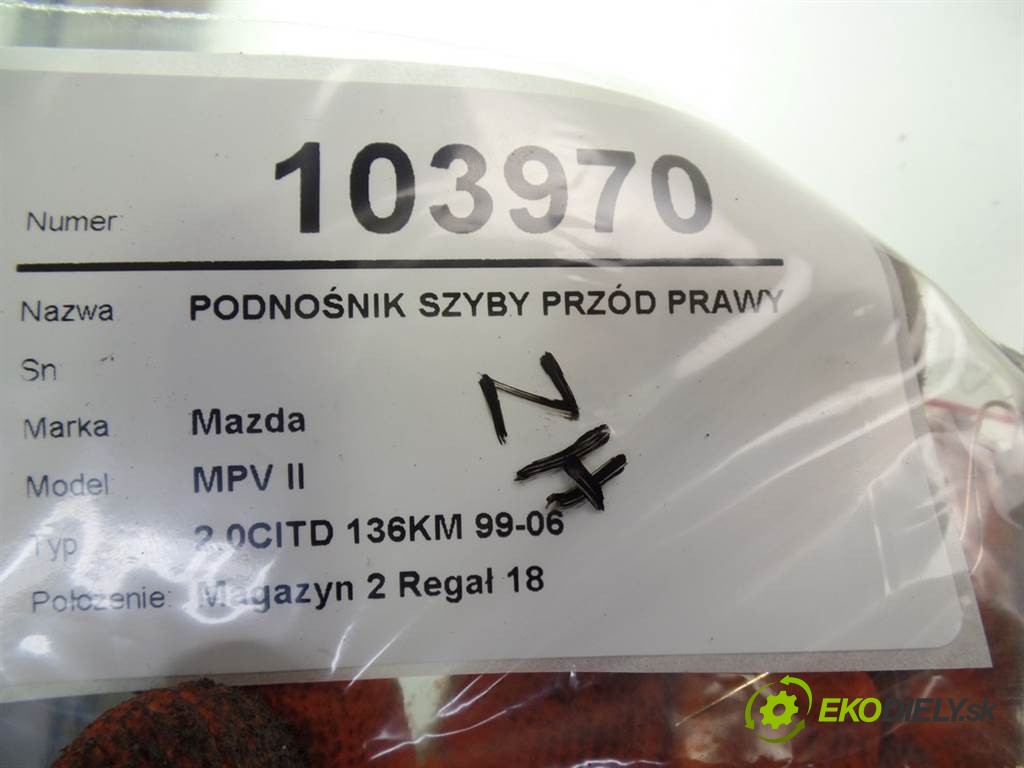 Numer: 103970
Nazwa PODNOŚNIK SZYBY PRZÓD PRAWY
Sn
Marka Mazda
Model MPV II
Typ 2.0CITD 136KM 99-06
Położenie: Magazyn 2 Regał 18
EKODIELY.sk